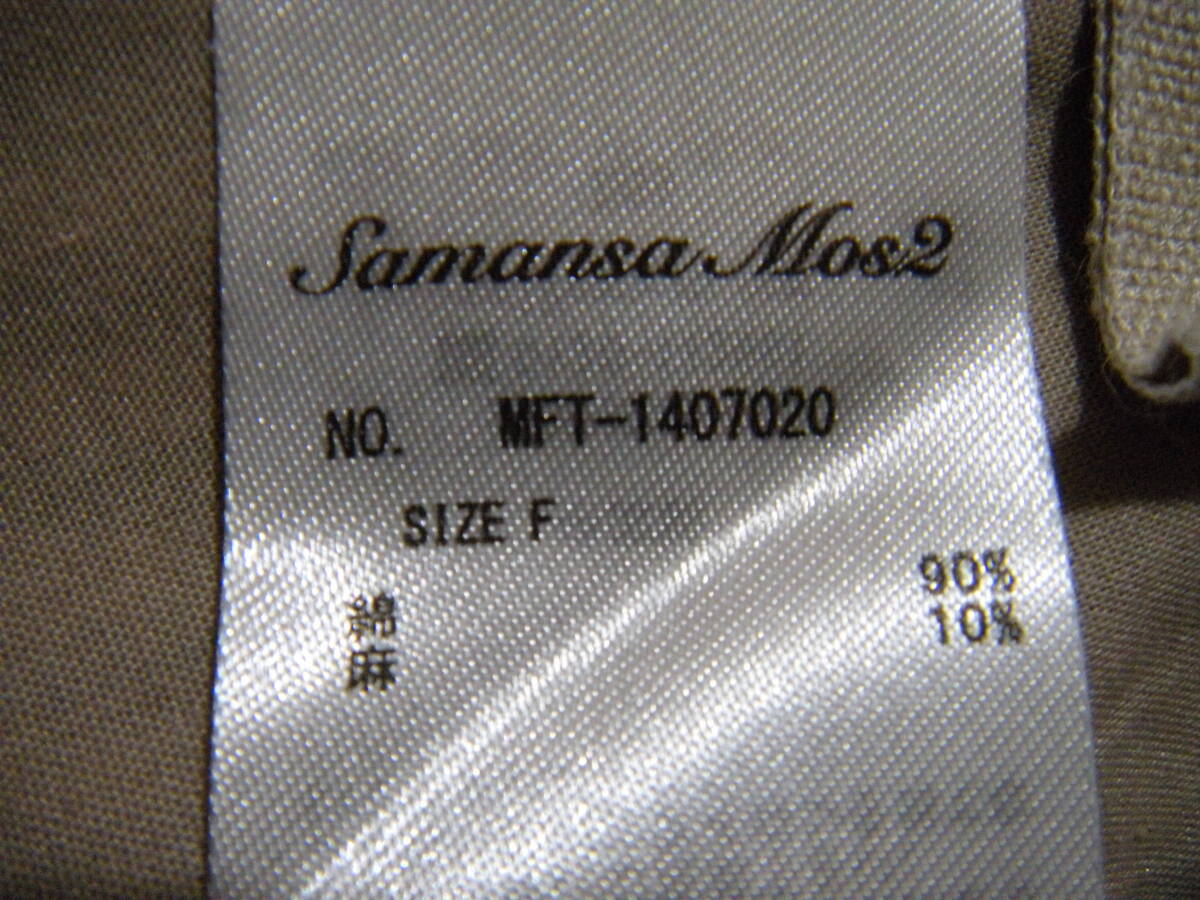 Samansa Mos2
NO. MFT-1407020
SIZE F
綿 90%
麻 10%